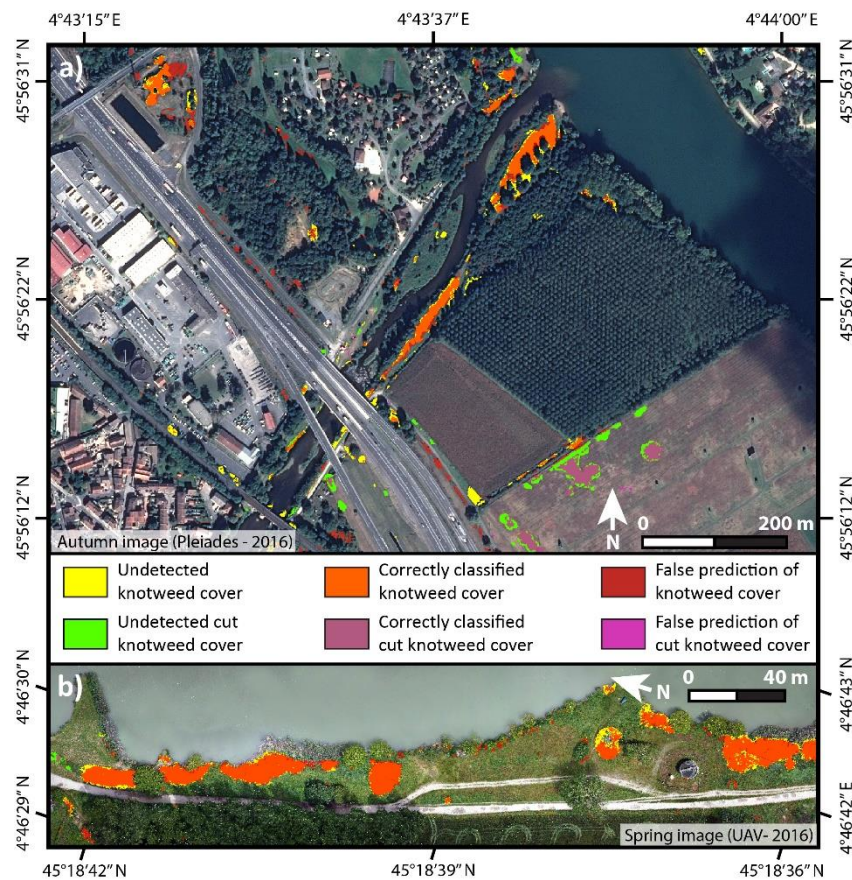 4°43'15"E
4°43'37"E
4°44'00"E
a)
45°56'31"N
45°56'31"N
45°56'22"N
45°56'22"N
45°56'12"N
45°56'12"N
0
200 m
N
Autumn image (Pleiades - 2016)
Undetected
knotweed cover
Correctly classified
knotweed cover
False prediction of
knotweed cover
Undetected cut
knotweed cover
Correctly classified
cut knotweed cover
False prediction of
cut knotweed cover
b)
4°46'30"N
4°46'43"N
N
0
40 m
4°46'29"N
4°46'42"E
Spring image (UAV- 2016)
45°18'42"N
45°18'39"N
45°18'36"N